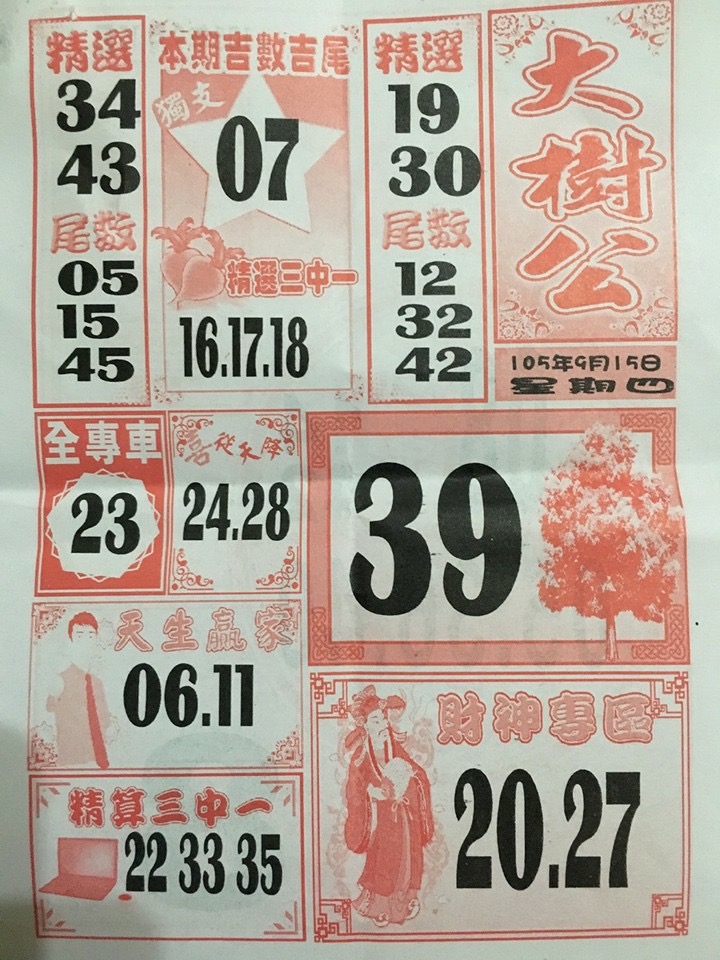 精選
34
43
尾数
05
15
45
本期吉數吉尾
獨支
07
精選三中一
16.17.18
精選
19
30
尾数
12
32
42
大樹公
105年9月15日
星期四
全專車
23
喜從天降
24.28
39
天生贏家
06.11
財神專區
20.27
精算三中一
22 33 35